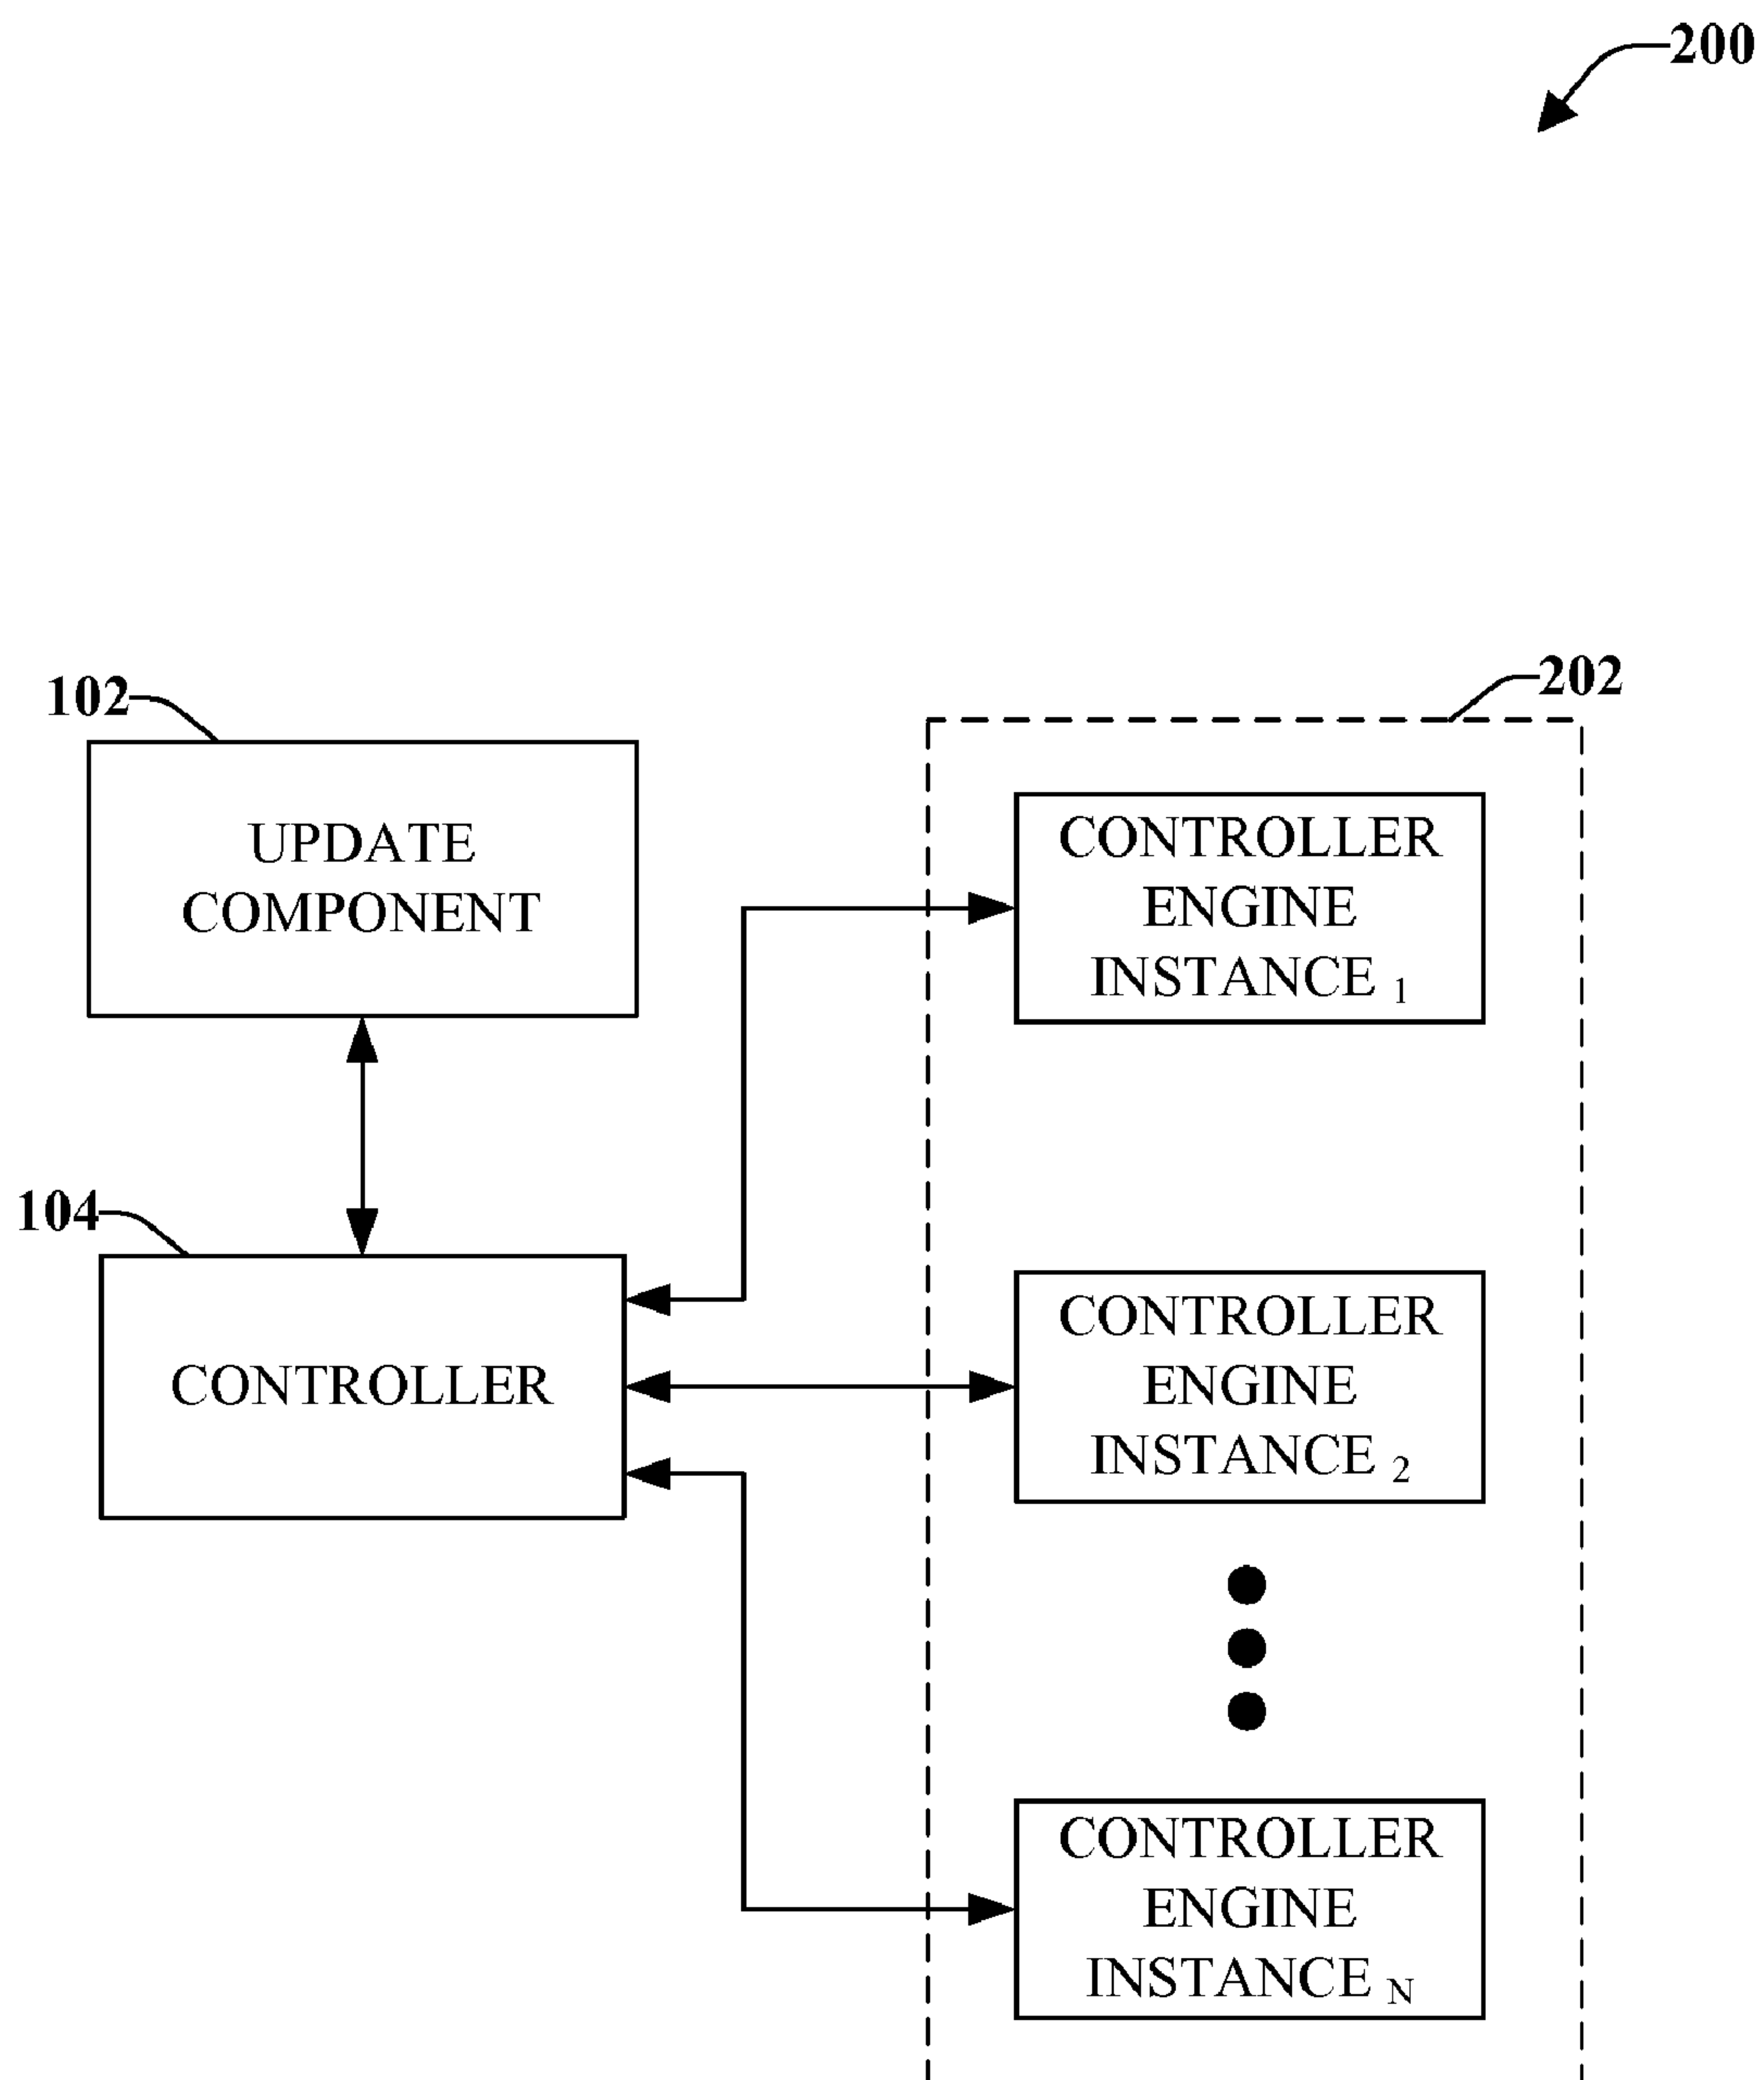 200
102
202
UPDATE
COMPONENT
CONTROLLER
ENGINE
INSTANCE 1
104
CONTROLLER
CONTROLLER
ENGINE
INSTANCE 2
CONTROLLER
ENGINE
INSTANCE N